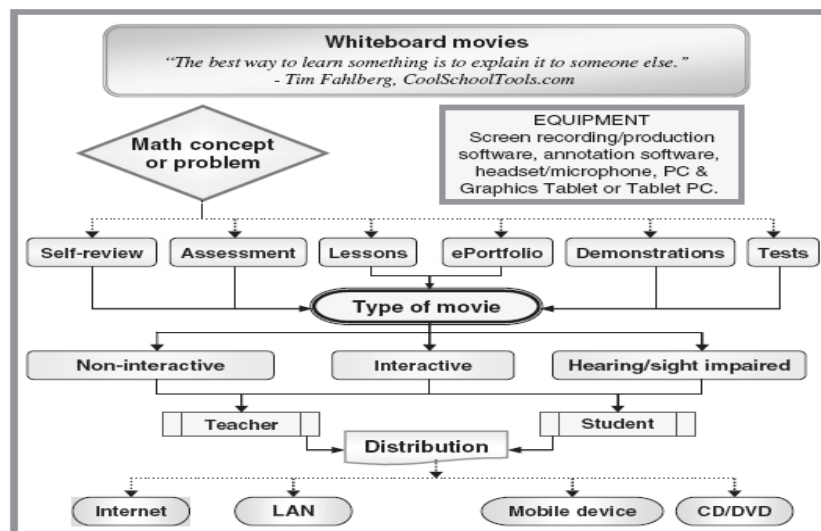 Whiteboard movies
“The best way to learn something is to explain it to someone else.”
- Tim Fahlberg, CoolSchoolTools.com
Math concept
or problem
EQUIPMENT
Screen recording/production
software, annotation software,
headset/microphone, PC &
Graphics Tablet or Tablet PC.
Self-review
Assessment
Lessons
ePortfolio
Demonstrations
Tests
Type of movie
Non-interactive
Interactive
Hearing/sight impaired
Teacher
Student
Distribution
Internet
LAN
Mobile device
CD/DVD